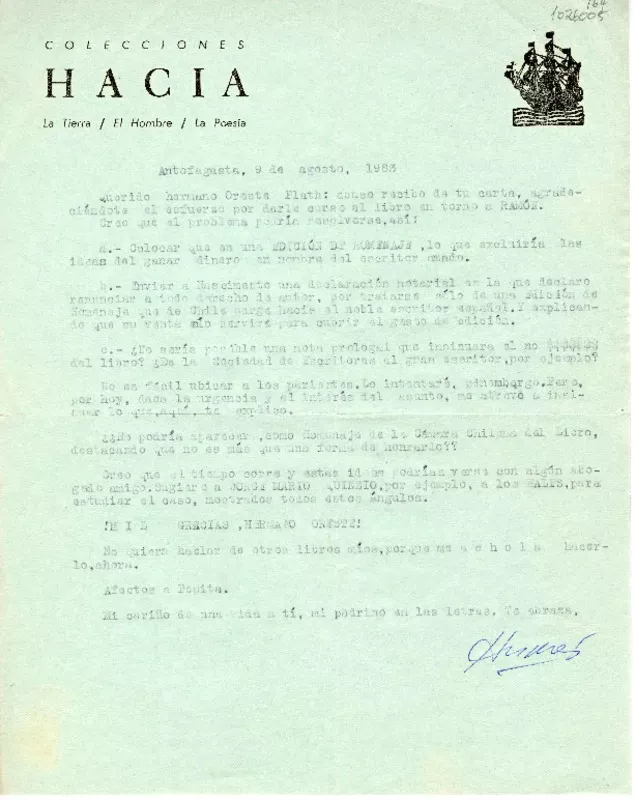 164
1026005
COLECCIONES
HACIA
La Tierra / El Hombre / La Poesía
Antofagasta, 9 de agosto, 1983
Querido hermano Oreste Plath: acuso recibo de tu carta, agrade-
ciéndote el esfuerzo por darle curso al libro en torno a RAMÓN.
Creo que el problema podría resolverse, así:
a.- Colocar que es una EDICIÓN DE HOMENAJE, lo que excluiría las
ideas del ganar dinero en nombre del escritor amado.
b.- Enviar a Nascimento una declaración notarial en la que declaro
renunciar a todo derecho de autor, por tratarse sólo de una Edición de
Homenaje que de Chile surge hacia el noble escritor español. Y explican-
do que su venta sólo servirá para cubrir el gasto de edición.
c.- ¿No sería posible una nota prologal que insinuara el no
del libro? ¿De la Sociedad de Escritores al gran escritor, por ejemplo?
No es fácil ubicar a los parientes. Lo intentaré, sinembargo. Pero,
por hoy, dada la urgencia y el interés del asunto, me atrevo a insi-
nuar lo que, aquí, te explico.
¿¿No podría aparecer, como Homenaje de la Cámara Chilena del Libro,
destacando que no es más que una forma de honrarlo??
Creo que el tiempo corre y estas ideas podrían verse con algún abo-
gado amigo. Sugiero a JORGE MARIO, por ejemplo, a los, para
estudiar el caso, mostrados todos estos ángulos.
!M I L GRACIAS, HERMANO ORESTE!
No quiero hablar de otros libros míos, porque me a c h o l a hacer-
lo, ahora.
Afectos a Pepita.
Mi cariño de una vida a tí, mi padrino en las letras. Te abraza,